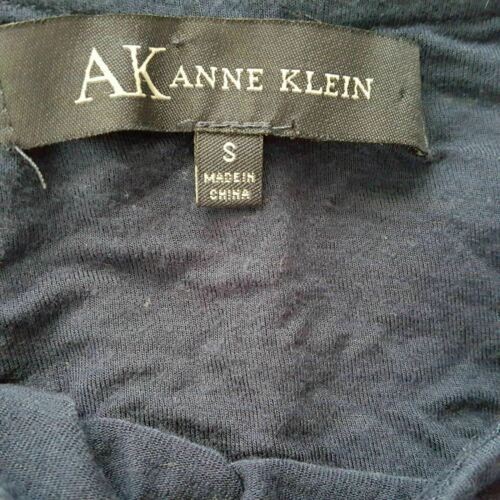 AK ANNE KLEIN
S
MADE IN
CHINA